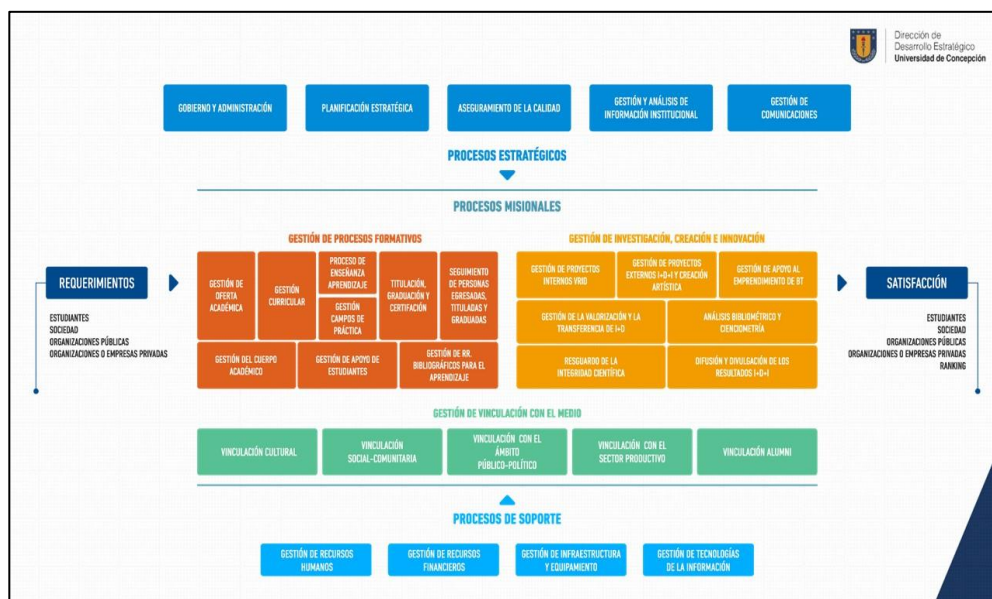 Dirección de
Desarrollo Estratégico
Universidad de Concepción
GOBIERNO Y ADMINISTRACIÓN
PLANIFICACIÓN ESTRATÉGICA
ASEGURAMIENTO DE LA CALIDAD
GESTIÓN Y ANÁLISIS DE
INFORMACIÓN INSTITUCIONAL
GESTIÓN DE
COMUNICACIONES
PROCESOS ESTRATÉGICOS
PROCESOS MISIONALES
REQUERIMIENTOS
ESTUDIANTES
SOCIEDAD
ORGANIZACIONES PÚBLICAS
ORGANIZACIONES O EMPRESAS PRIVADAS
GESTIÓN DE PROCESOS FORMATIVOS
GESTIÓN DE
OFERTA
ACADÉMICA
GESTIÓN
CURRICULAR
PROCESO DE
ENSEÑANZA
APRENDIZAJE
GESTIÓN
CAMPOS DE
PRÁCTICA
TITULACIÓN,
GRADUACIÓN Y
CERTIFACIÓN
SEGUIMIENTO
DE PERSONAS
EGRESADAS,
TITULADAS Y
GRADUADAS
GESTIÓN DEL CUERPO
ACADÉMICO
GESTIÓN DE APOYO DE
ESTUDIANTES
GESTIÓN DE RR.
BIBLIOGRÁFICOS PARA EL
APRENDIZAJE
GESTIÓN DE INVESTIGACIÓN, CREACIÓN E INNOVACIÓN
GESTIÓN DE PROYECTOS
INTERNOS VRID
GESTIÓN DE PROYECTOS
EXTERNOS I+D+I Y CREACIÓN
ARTÍSTICA
GESTIÓN DE APOYO AL
EMPRENDIMIENTO DE BT
GESTIÓN DE LA VALORIZACIÓN Y LA
TRANSFERENCIA DE I+D
ANÁLISIS BIBLIOMÉTRICO Y
CIENCIOMETRÍA
RESGUARDO DE LA
INTEGRIDAD CIENTÍFICA
DIFUSIÓN Y DIVULGACIÓN DE LOS
RESULTADOS I+D+I
SATISFACCIÓN
ESTUDIANTES
SOCIEDAD
ORGANIZACIONES PÚBLICAS
ORGANIZACIONES O EMPRESAS PRIVADAS
RANKING
GESTIÓN DE VINCULACIÓN CON EL MEDIO
VINCULACIÓN CULTURAL
VINCULACIÓN
SOCIAL-COMUNITARIA
VINCULACIÓN CON EL
ÁMBITO
PÚBLICO-POLÍTICO
VINCULACIÓN CON EL
SECTOR PRODUCTIVO
VINCULACIÓN ALUMNI
PROCESOS DE SOPORTE
GESTIÓN DE RECURSOS
HUMANOS
GESTIÓN DE RECURSOS
FINANCIEROS
GESTIÓN DE INFRAESTRUCTURA
Y EQUIPAMIENTO
GESTIÓN DE TECNOLOGÍAS
DE LA INFORMACIÓN